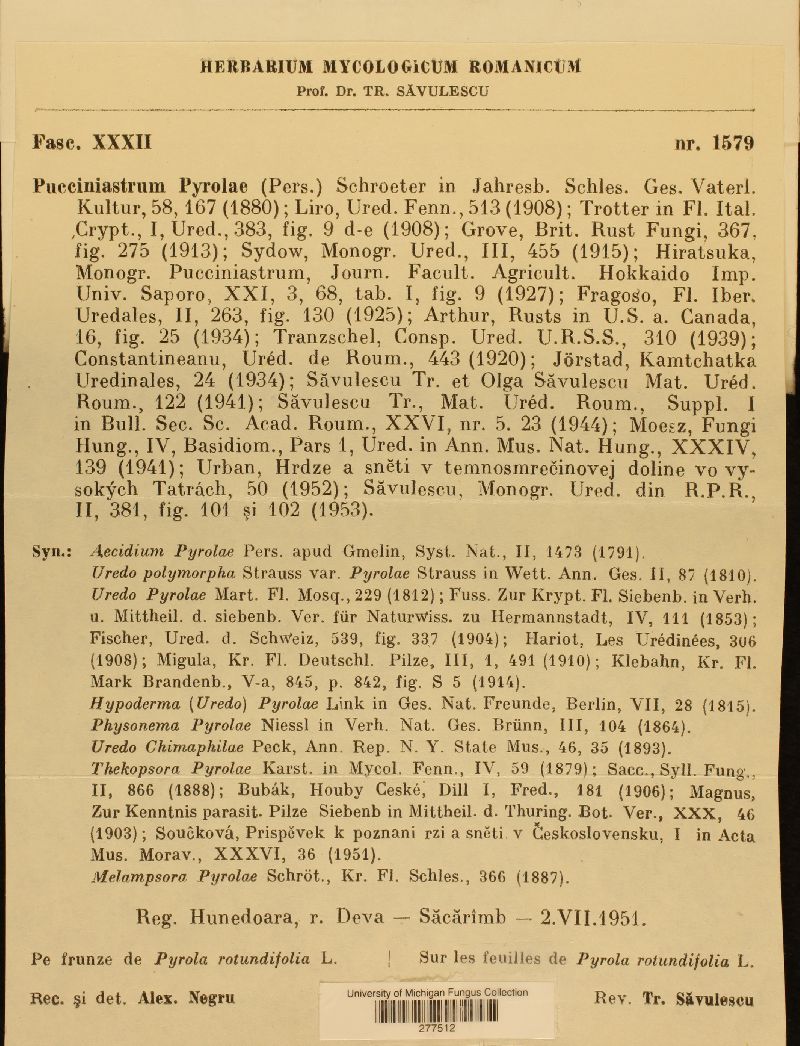 HERBARIUM MYCOLOGICUM ROMANICUM
Prof. Dr. TR. SĂVULESCU
Fasc. XXXII nr. 1579
Pucciniastrum Pyrolae (Pers.) Schroeter in Jahresb. Schles. Ges. Vaterl.
Kultur, 58, 167 (1880); Liro, Ured. Fenn., 513 (1908); Trotter in Fl. Ital.
Crypt., I, Ured., 383, fig. 9 d-e (1908); Grove, Brit. Rust Fungi, 367,
fig. 275 (1913); Sydow, Monogr. Ured., III, 455 (1915); Hiratsuka,
Monogr. Pucciniastrum, Journ. Facult. Agricult. Hokkaido Imp.
Univ. Saporo, XXI, 3, 68, tab. I, fig. 9 (1927); Fragoso, Fl. Iber.
Uredales, II, 263, fig. 130 (1925); Arthur, Rusts in U.S. a. Canada,
16, fig. 25 (1934); Tranzschel, Consp. Ured. U.R.S.S., 310 (1939);
Constantineanu, Uréd. de Roum., 443 (1920); Jörstad, Kamtchatka
Uredinales, 24 (1934); Săvulescu Tr. et Olga Săvulescu Mat. Uréd.
Roum., 122 (1941); Săvulescu Tr., Mat. Uréd. Roum., Suppl. I
in Bull. Sec. Sc. Acad. Roum., XXVI, nr. 5. 23 (1944); Moesz, Fungi
Hung., IV, Basidiom., Pars 1, Ured. in Ann. Mus. Nat. Hung., XXXIV,
139 (1941); Urban, Hrdze a snĕti v temnosmrečinovej doline vo vy-
sokých Tatrách, 50 (1952); Săvulescu, Monogr. Ured. din R.P.R.,
II, 381, fig. 101 şi 102 (1953).
Syn.: Aecidium Pyrolae Pers. apud Gmelin, Syst. Nat., II, 1473 (1791).
Uredo polymorpha Strauss var. Pyrolae Strauss in Wett. Ann. Ges. II, 87 (1810).
Uredo Pyrolae Mart. Fl. Mosq., 229 (1812); Fuss. Zur Krypt. Fl. Siebenb. in Verh.
u. Mittheil. d. siebenb. Ver. für Naturwiss. zu Hermannstadt, IV, 111 (1853);
Fischer, Ured. d. Schweiz, 539, fig. 337 (1904); Hariot, Les Urédinées, 306
(1908); Migula, Kr. Fl. Deutschl. Pilze, III, 1, 491 (1910); Klebahn, Kr. Fl.
Mark Brandenb., V-a, 845, p. 842, fig. S 5 (1914).
Hypoderma (Uredo) Pyrolae Link in Ges. Nat. Freunde, Berlin, VII, 28 (1815).
Physonema Pyrolae Niessl in Verh. Nat. Ges. Brünn, III, 104 (1864).
Uredo Chimaphilae Peck, Ann. Rep. N. Y. State Mus., 46, 35 (1893).
Thekopsora Pyrolae Karst. in Mycol. Fenn., IV, 59 (1879); Sacc., Syll. Fung.,
II, 866 (1888); Bubák, Houby Ceské, Dill I, Fred., 181 (1906); Magnus,
Zur Kenntnis parasit. Pilze Siebenb in Mittheil. d. Thuring. Bot. Ver., XXX, 46
(1903); Součková, Prispĕvek k poznani rzi a snĕti v Československu, I in Acta
Mus. Morav., XXXVI, 36 (1951).
Melampsora Pyrolae Schröt., Kr. Fl. Schles., 366 (1887).
Reg. Hunedoara, r. Deva — Săcărîmb — 2.VII.1951.
Pe frunze de Pyrola rotundifolia L. | Sur les feuilles de Pyrola rotundifolia L.
Rec. şi det. Alex. Negru Rev. Tr. Săvulescu
University of Michigan Fungus Collection
277512